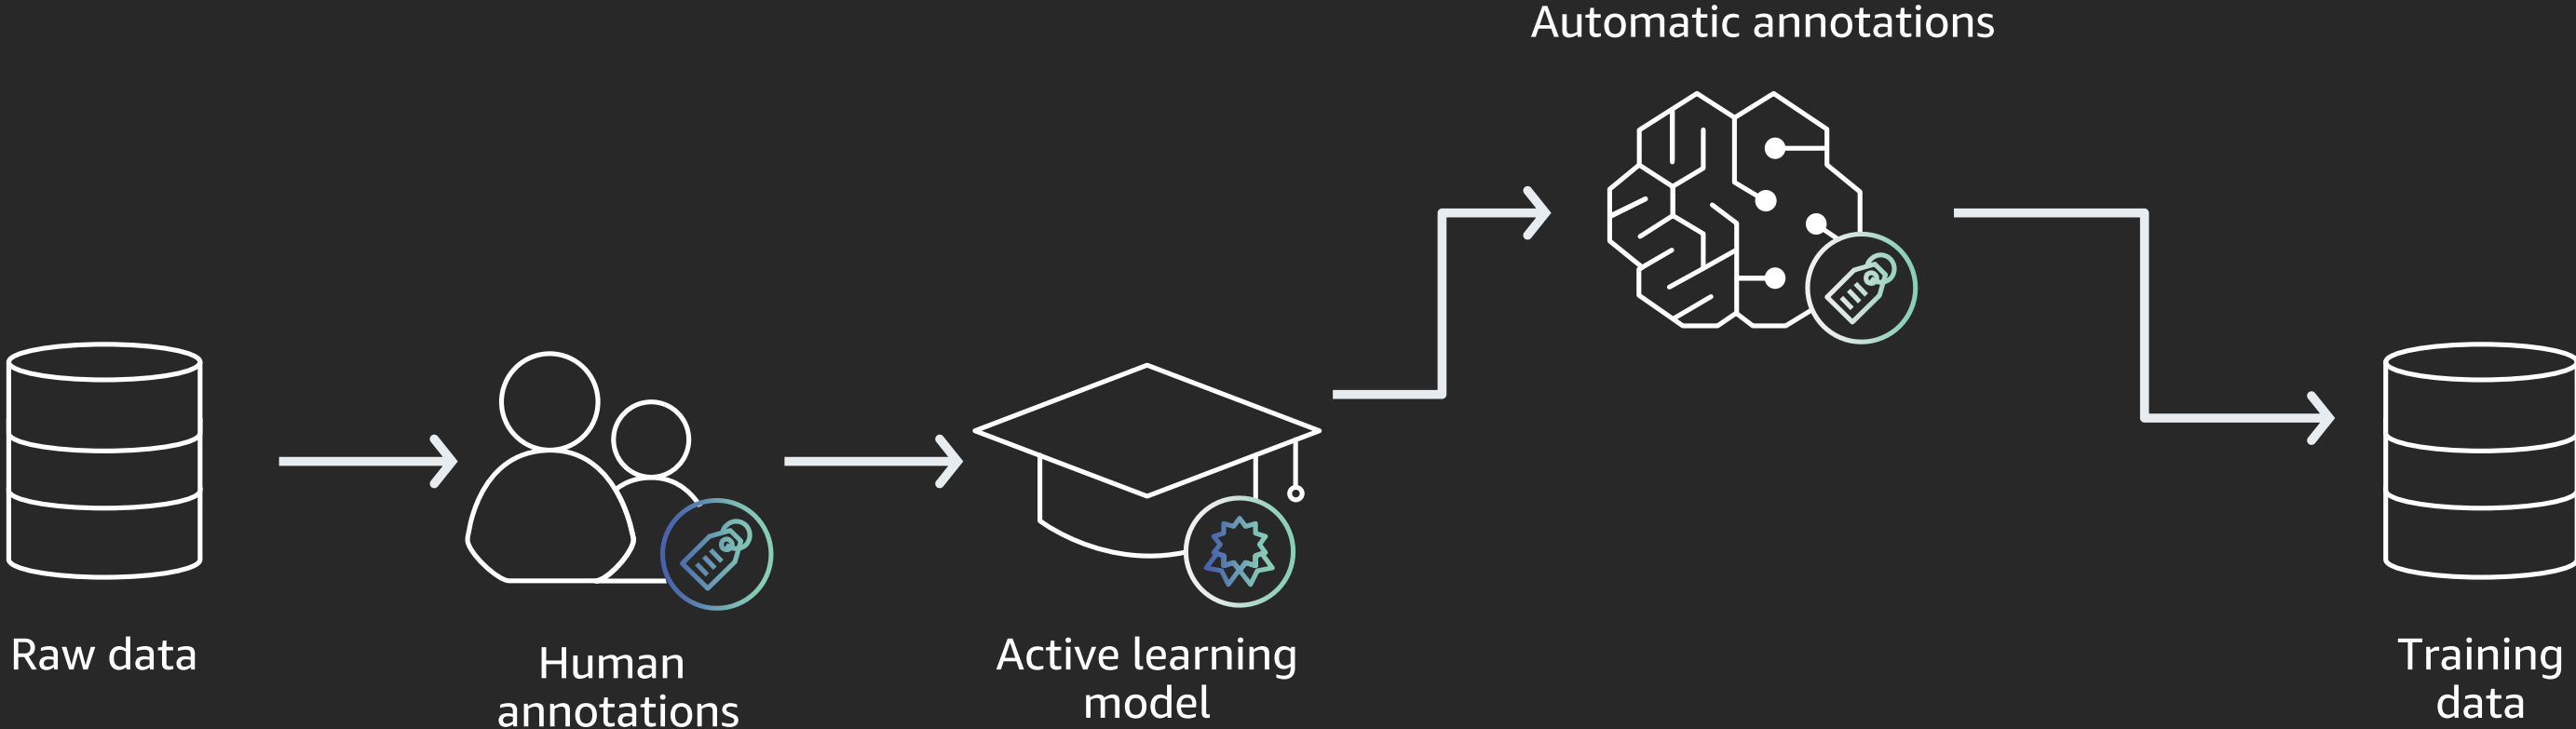 Automatic annotations
Raw data
Human
annotations
Active learning
model
Training
data